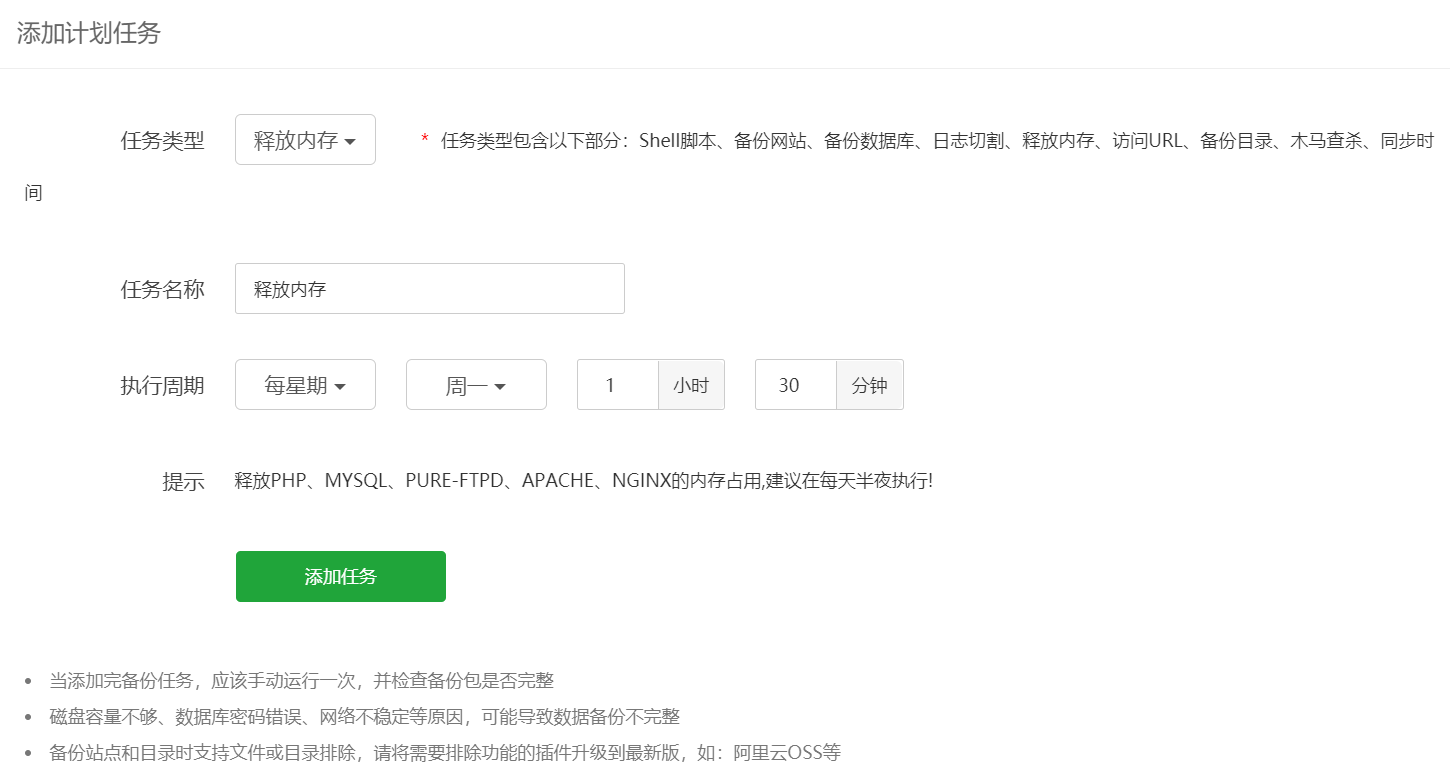 添加计划任务
任务类型 释放内存 * 任务类型包含以下部分：Shell脚本、备份网站、备份数据库、日志切割、释放内存、访问URL、备份目录、木马查杀、同步时
间
任务名称 释放内存
执行周期 每星期 周一 1 小时 30 分钟
提示 释放PHP、MYSQL、PURE-FTPD、APACHE、NGINX的内存占用,建议在每天半夜执行!
添加任务
• 当添加完备份任务，应该手动运行一次，并检查备份包是否完整
• 磁盘容量不够、数据库密码错误、网络不稳定等原因，可能导致数据备份不完整
• 备份站点和目录时支持文件或目录排除，请将需要排除功能的插件升级到最新版，如：阿里云OSS等